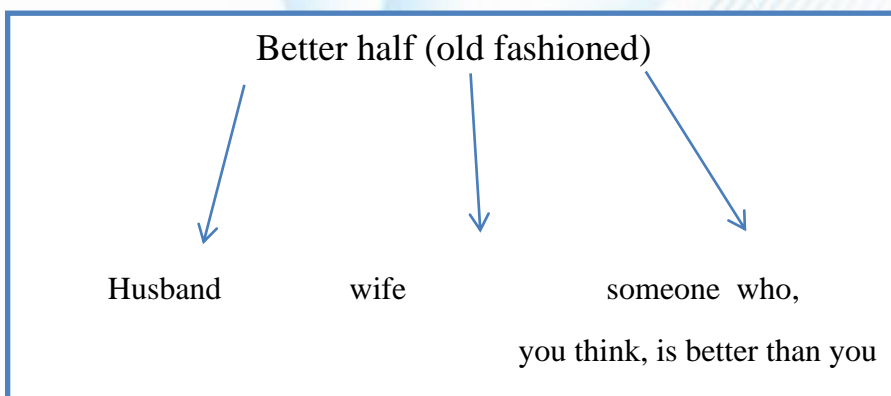 Better half (old fashioned)
Husband wife someone who,
you think, is better than you